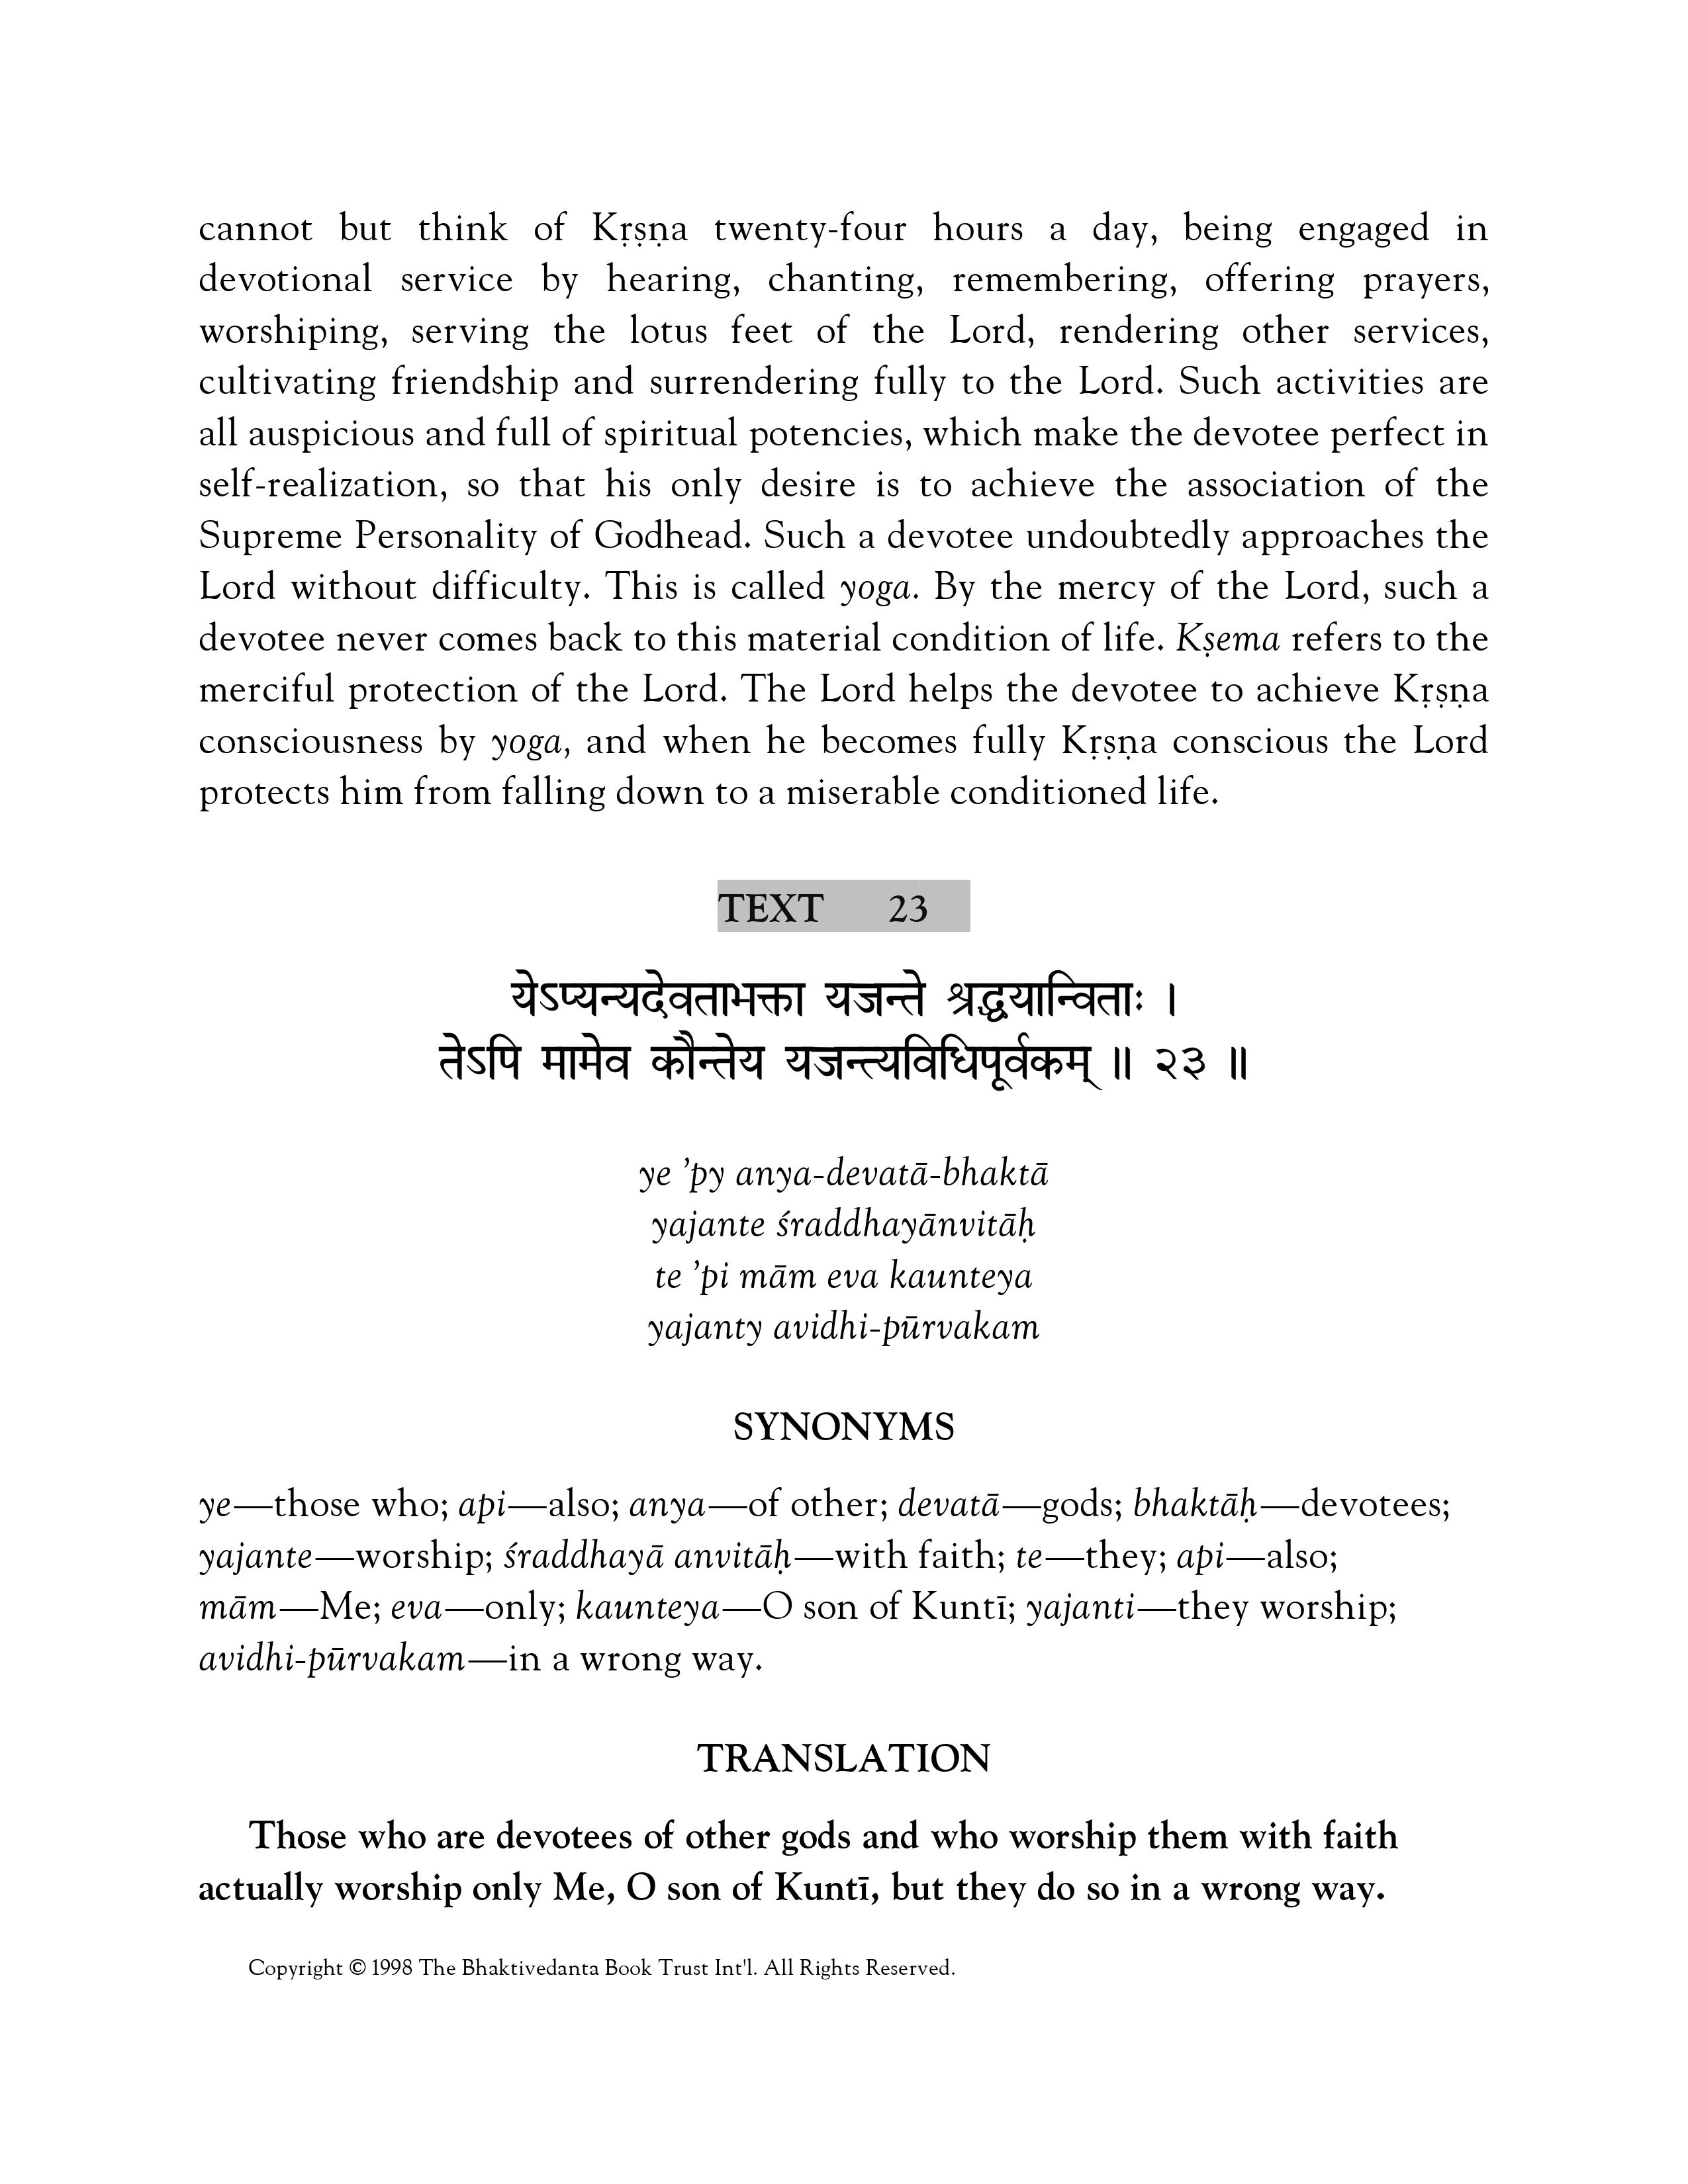 cannot but think of Kṛṣṇa twenty-four hours a day, being engaged in
devotional service by hearing, chanting, remembering, offering prayers,
worshiping, serving the lotus feet of the Lord, rendering other services,
cultivating friendship and surrendering fully to the Lord. Such activities are
all auspicious and full of spiritual potencies, which make the devotee perfect in
self-realization, so that his only desire is to achieve the association of the
Supreme Personality of Godhead. Such a devotee undoubtedly approaches the
Lord without difficulty. This is called yoga. By the mercy of the Lord, such a
devotee never comes back to this material condition of life. Kṣema refers to the
merciful protection of the Lord. The Lord helps the devotee to achieve Kṛṣṇa
consciousness by yoga, and when he becomes fully Kṛṣṇa conscious the Lord
protects him from falling down to a miserable conditioned life.
TEXT 23
येऽप्यन्यदेवताभक्ता यजन्ते श्रद्धयान्विताः ।
तेऽपि मामेव कौन्तेय यजन्त्यविधिपूर्वकम् ॥ २३ ॥
ye ’py anya-devatā-bhaktā
yajante śraddhayānvitāḥ
te ’pi mām eva kaunteya
yajanty avidhi-pūrvakam
SYNONYMS
ye—those who; api—also; anya—of other; devatā—gods; bhaktāḥ—devotees;
yajante—worship; śraddhayā anvitāḥ—with faith; te—they; api—also;
mām—Me; eva—only; kaunteya—O son of Kuntī; yajanti—they worship;
avidhi-pūrvakam—in a wrong way.
TRANSLATION
Those who are devotees of other gods and who worship them with faith
actually worship only Me, O son of Kuntī, but they do so in a wrong way.
Copyright © 1998 The Bhaktivedanta Book Trust Int'l. All Rights Reserved.